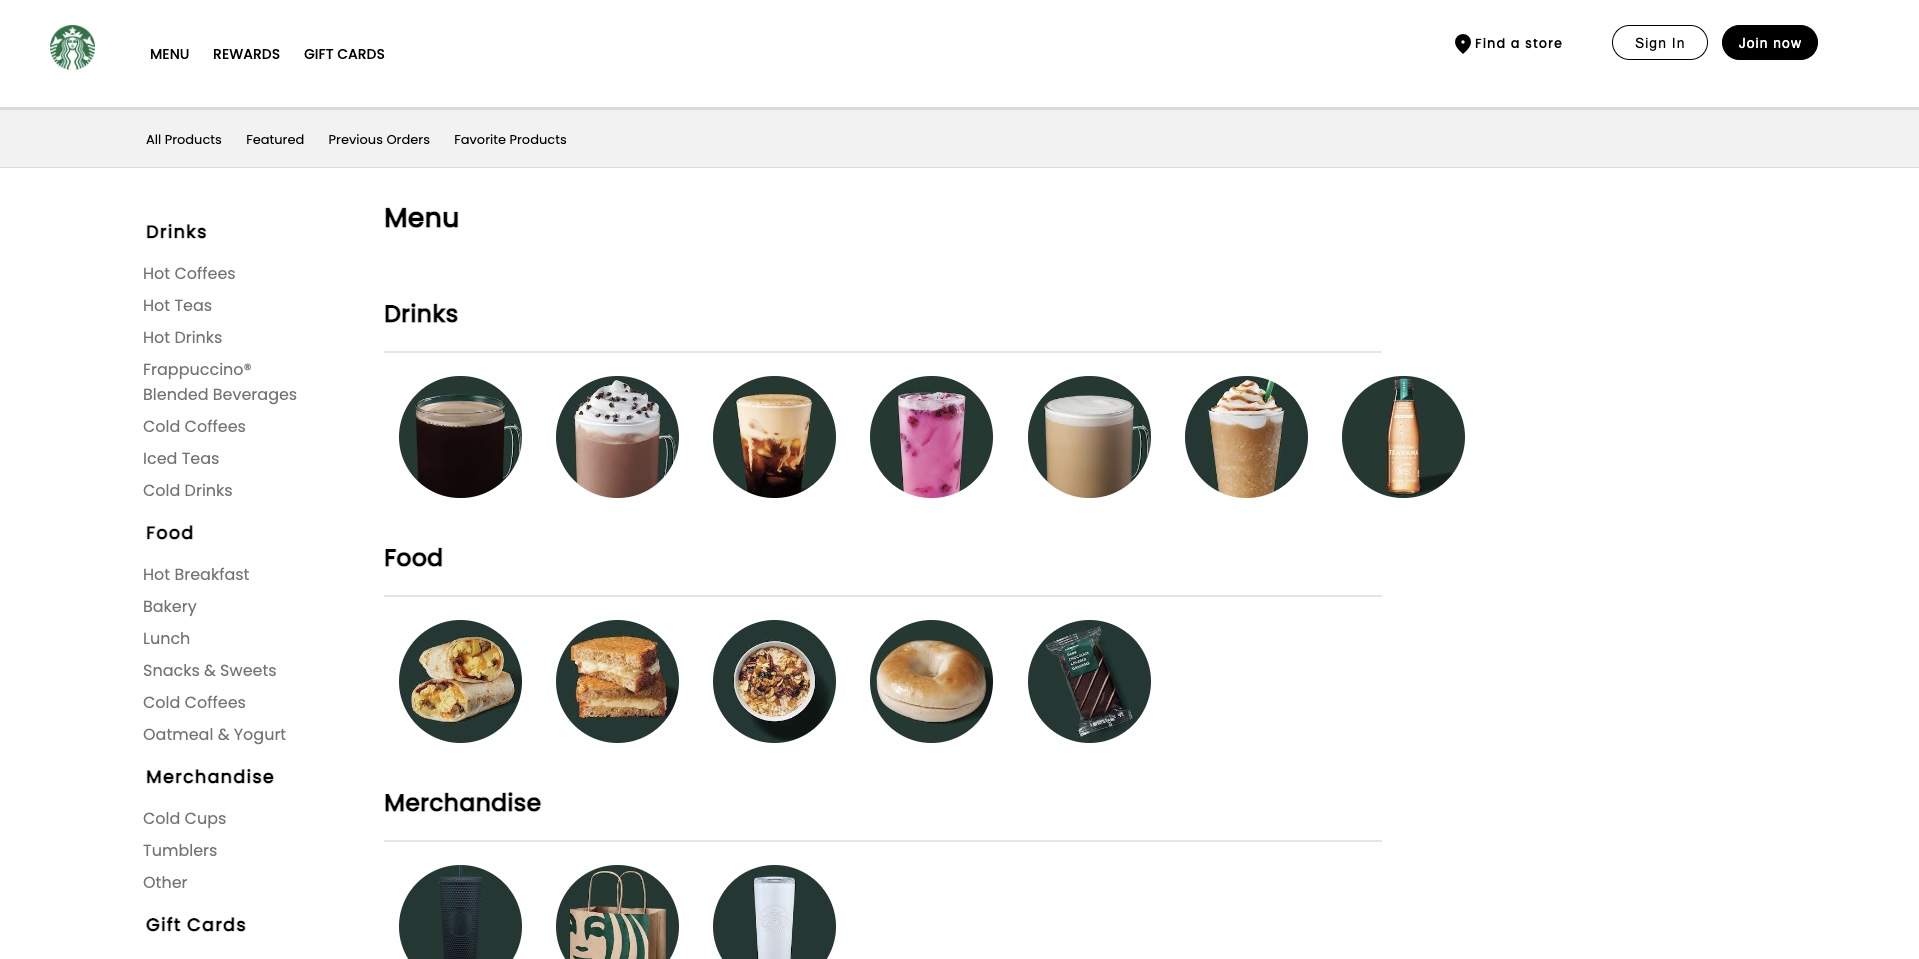 MENU REWARDS GIFT CARDS Find a store Sign In Join now
All Products Featured Previous Orders Favorite Products
Drinks
Hot Coffees
Hot Teas
Hot Drinks
Frappuccino®
Blended Beverages
Cold Coffees
Iced Teas
Cold Drinks
Food
Hot Breakfast
Bakery
Lunch
Snacks & Sweets
Cold Coffees
Oatmeal & Yogurt
Merchandise
Cold Cups
Tumblers
Other
Gift Cards
Menu
Drinks
TEAVANA
Food
Merchandise